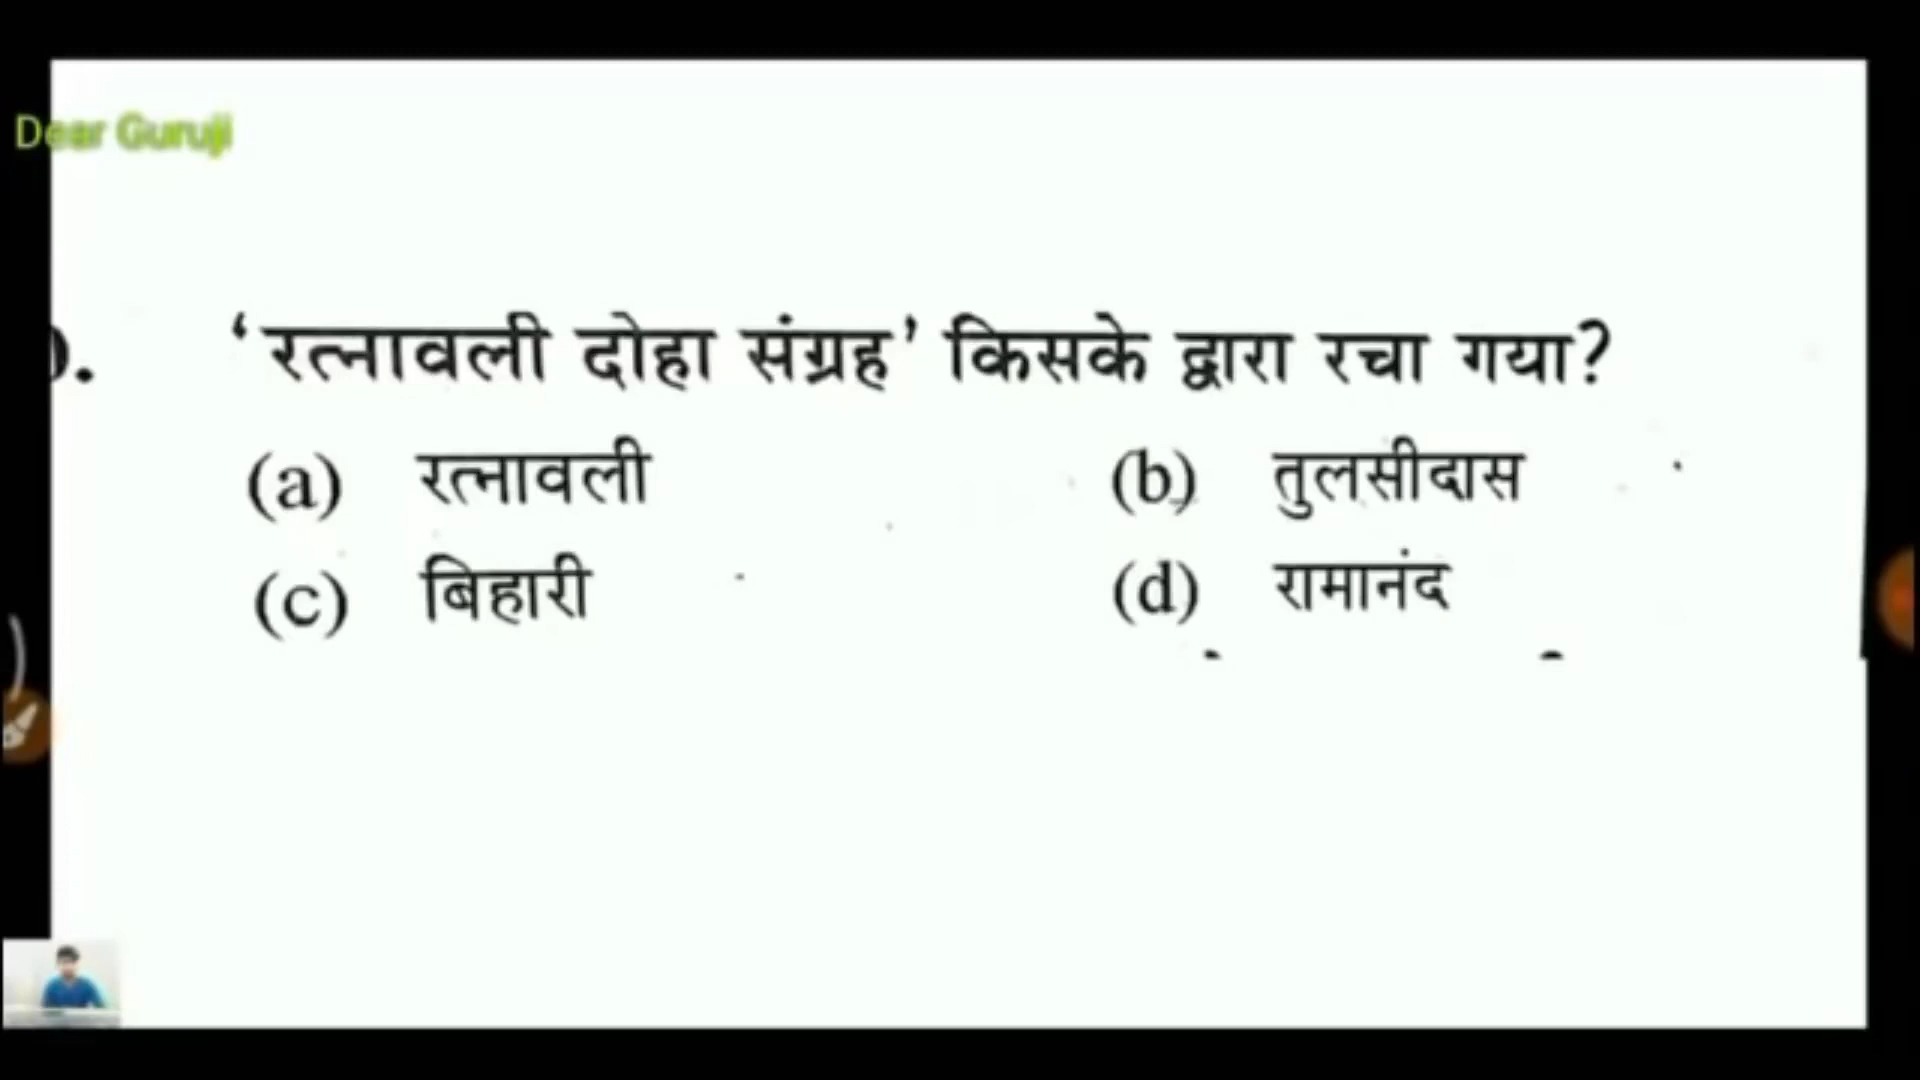 Dear Guruji
. 'रत्नावली दोहा संग्रह' किसके द्वारा रचा गया?
(a) रत्नावली (b) तुलसीदास
(c) बिहारी (d) रामानंद